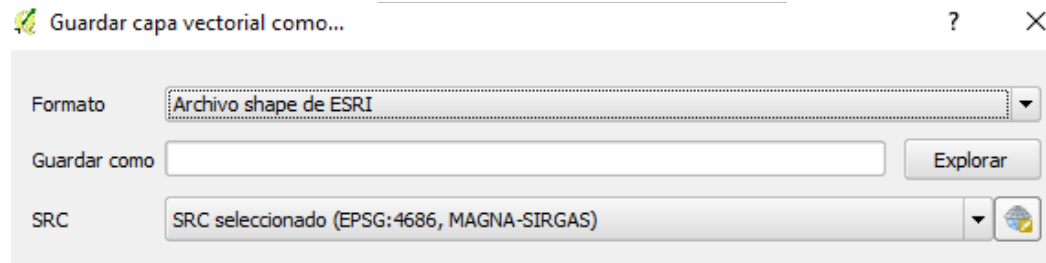 Guardar capa vectorial como... ? X
Formato Archivo shape de ESRI
Guardar como Explorar
SRC SRC seleccionado (EPSG:4686, MAGNA-SIRGAS)